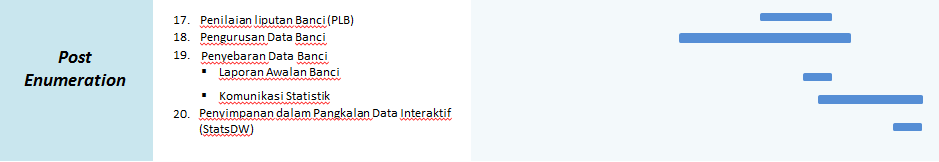 Post
Enumeration
17. Penilaian liputan Banci (PLB)
18. Pengurusan Data Banci
19. Penyebaran Data Banci
▪ Laporan Awalan Banci
▪ Komunikasi Statistik
20. Penyimpanan dalam Pangkalan Data Interaktif
(StatsDW)